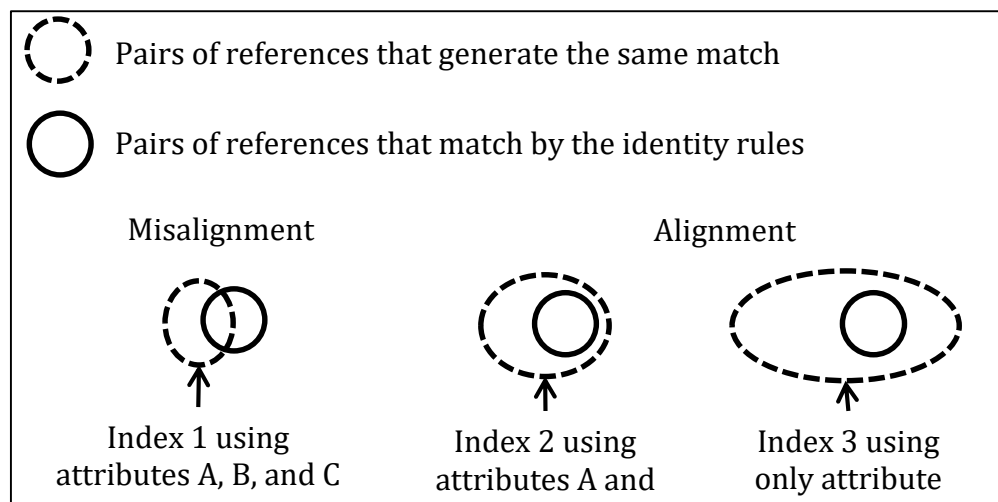 Pairs of references that generate the same match
Pairs of references that match by the identity rules
Misalignment
Alignment
Index 1 using
attributes A, B, and C
Index 2 using
attributes A and
Index 3 using
only attribute